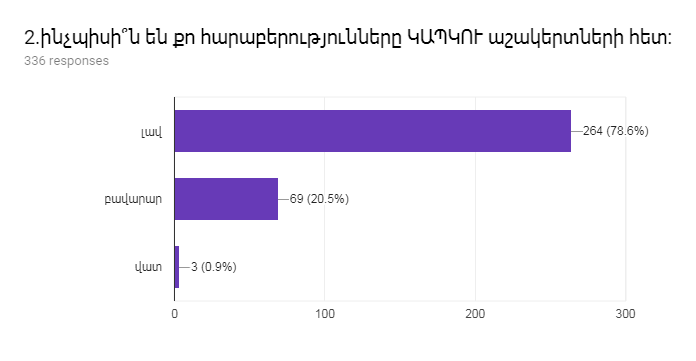 2.ինչպիսի՞ն են քո հարաբերությունները ԿԱՊԿՈՒ աշակերտների հետ:
336 responses
լավ
264 (78.6%)
բավարար
69 (20.5%)
վատ
3 (0.9%)
0 100 200 300